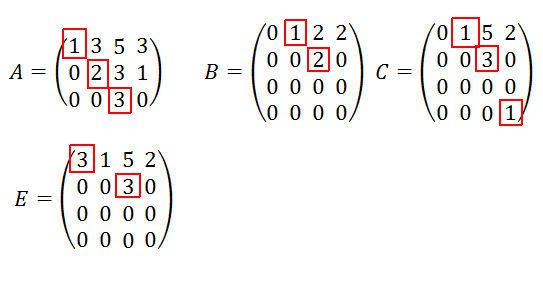 A = (1 3 5 3
0 2 3 1
0 0 3 0)
B = (0 1 2 2
0 0 2 0
0 0 0 0
0 0 0 0)
C = (0 1 5 2
0 0 3 0
0 0 0 0
0 0 0 1)
E = (3 1 5 2
0 0 3 0
0 0 0 0
0 0 0 0)